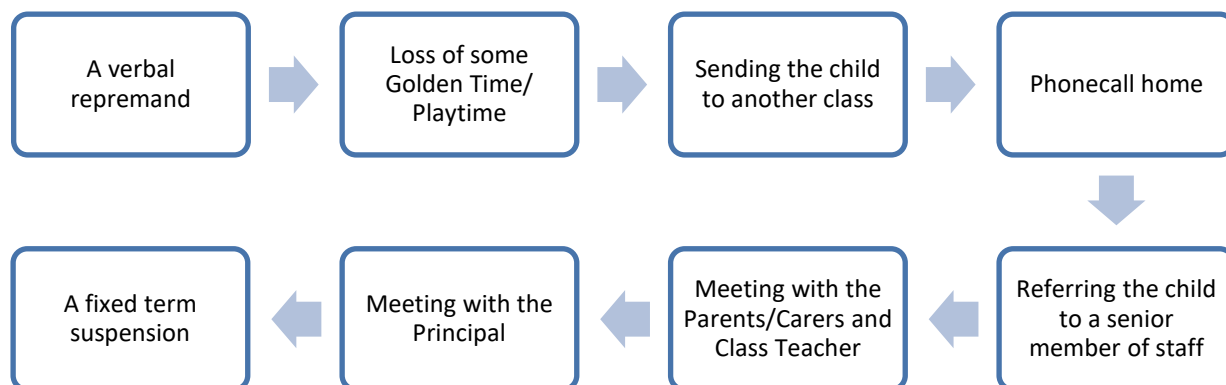 A verbal
repremand
Loss of some
Golden Time/
Playtime
Sending the child
to another class
Phonecall home
Referring the child
to a senior
member of staff
Meeting with the
Parents/Carers and
Class Teacher
Meeting with the
Principal
A fixed term
suspension